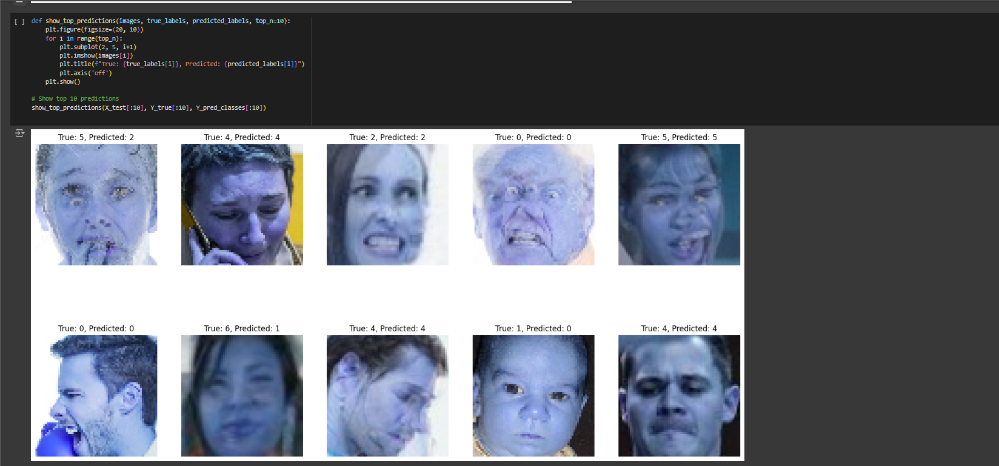 [ ] def show_top_predictions(images, true_labels, predicted_labels, top_n=10):
plt.figure(figsize=(20, 10))
for i in range(top_n):
plt.subplot(2, 5, i+1)
plt.imshow(images[i])
plt.title(f"True: {true_labels[i]}, Predicted: {predicted_labels[i]}")
plt.axis('off')
plt.show()
# Show top 10 predictions
show_top_predictions(X_test[:10], Y_true[:10], Y_pred_classes[:10])
True: 5, Predicted: 2
True: 4, Predicted: 4
True: 2, Predicted: 2
True: 0, Predicted: 0
True: 5, Predicted: 5
True: 0, Predicted: 0
True: 6, Predicted: 1
True: 4, Predicted: 4
True: 1, Predicted: 0
True: 4, Predicted: 4